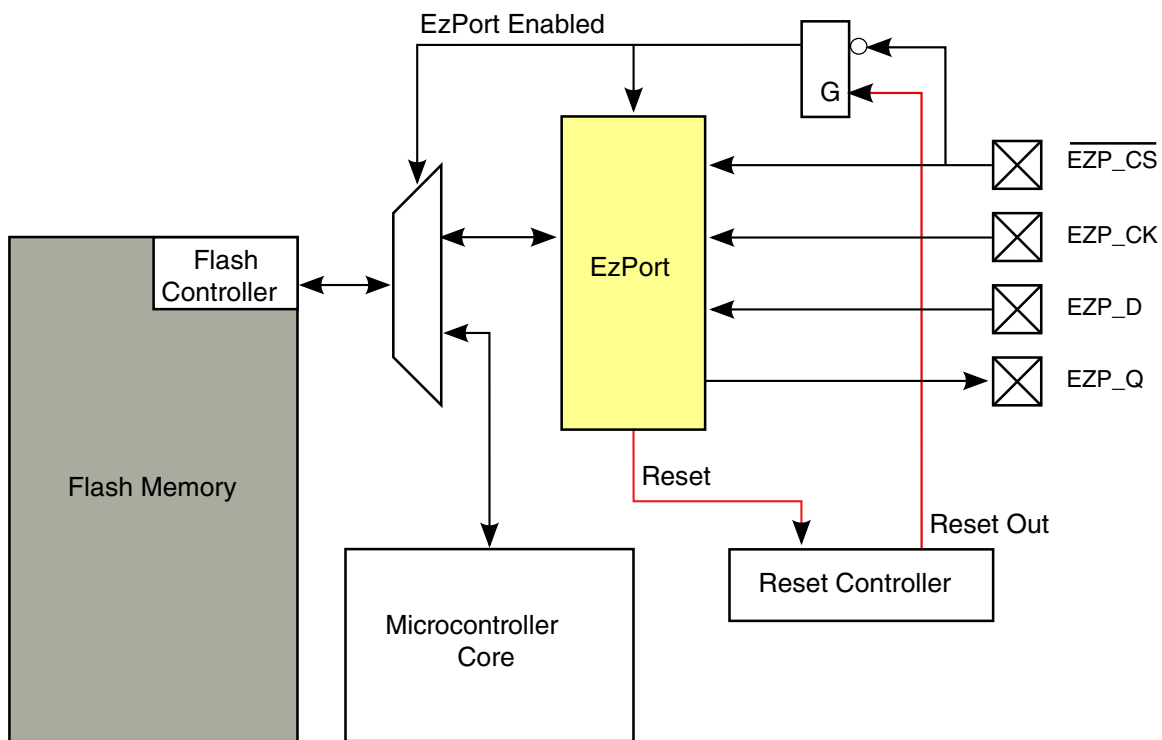 EzPort Enabled
G
EZP_CS
Flash
Controller
EzPort
EZP_CK
EZP_D
EZP_Q
Flash Memory
Reset
Reset Out
Reset Controller
Microcontroller
Core